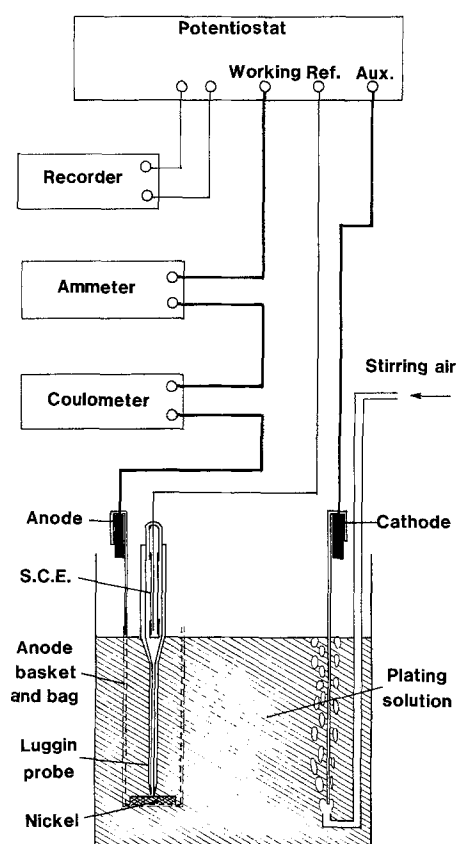 Potentiostat
Working Ref. Aux.
Recorder
Ammeter
Stirring air
Coulometer
Anode
Cathode
S.C.E.
Anode
basket
and bag
Plating
solution
Luggin
probe
Nickel